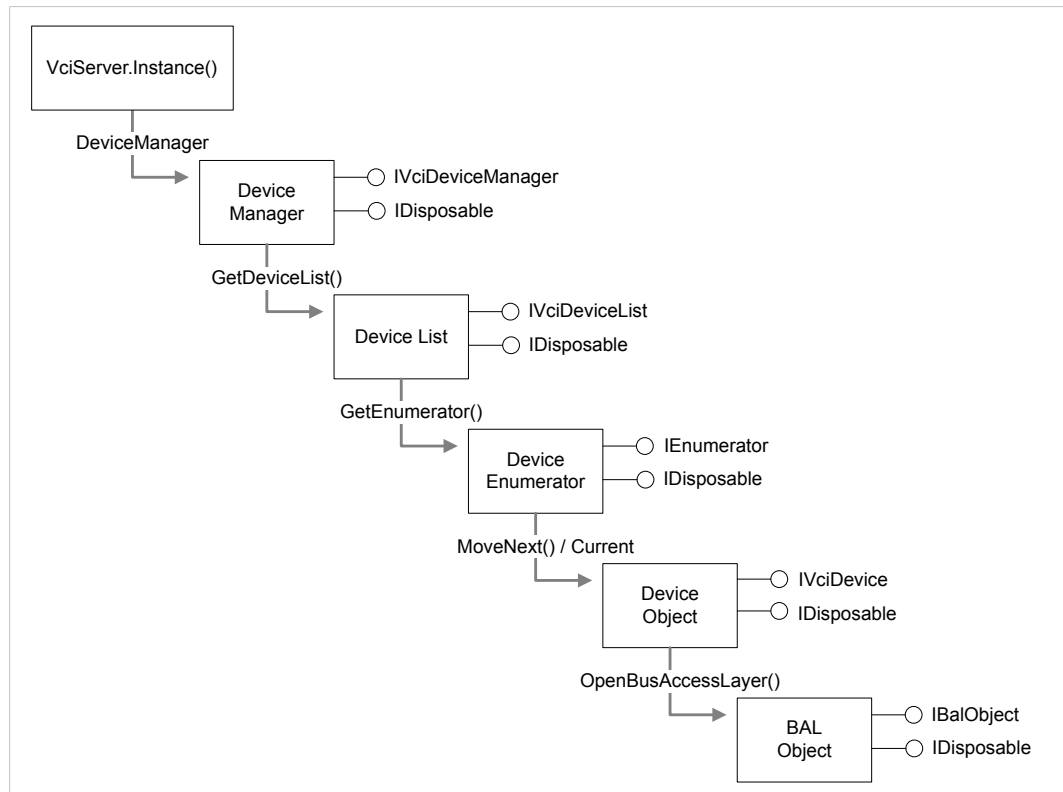 VciServer.Instance()
DeviceManager
Device
Manager
IVciDeviceManager
IDisposable
GetDeviceList()
Device List
IVciDeviceList
IDisposable
GetEnumerator()
Device
Enumerator
IEnumerator
IDisposable
MoveNext() / Current
Device
Object
IVciDevice
IDisposable
OpenBusAccessLayer()
BAL
Object
IBalObject
IDisposable